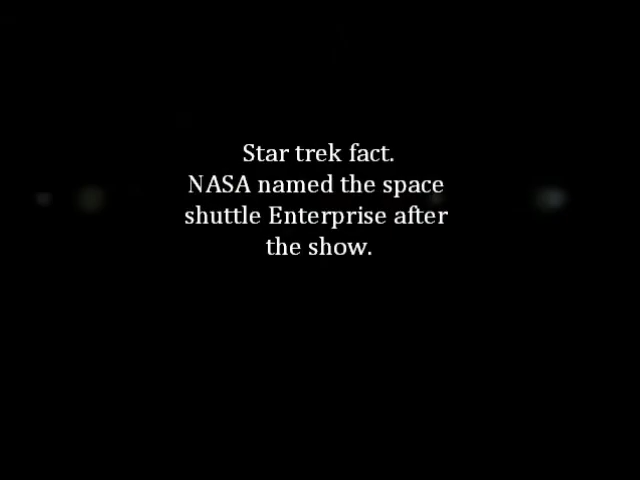 Star trek fact.
NASA named the space
shuttle Enterprise after
the show.